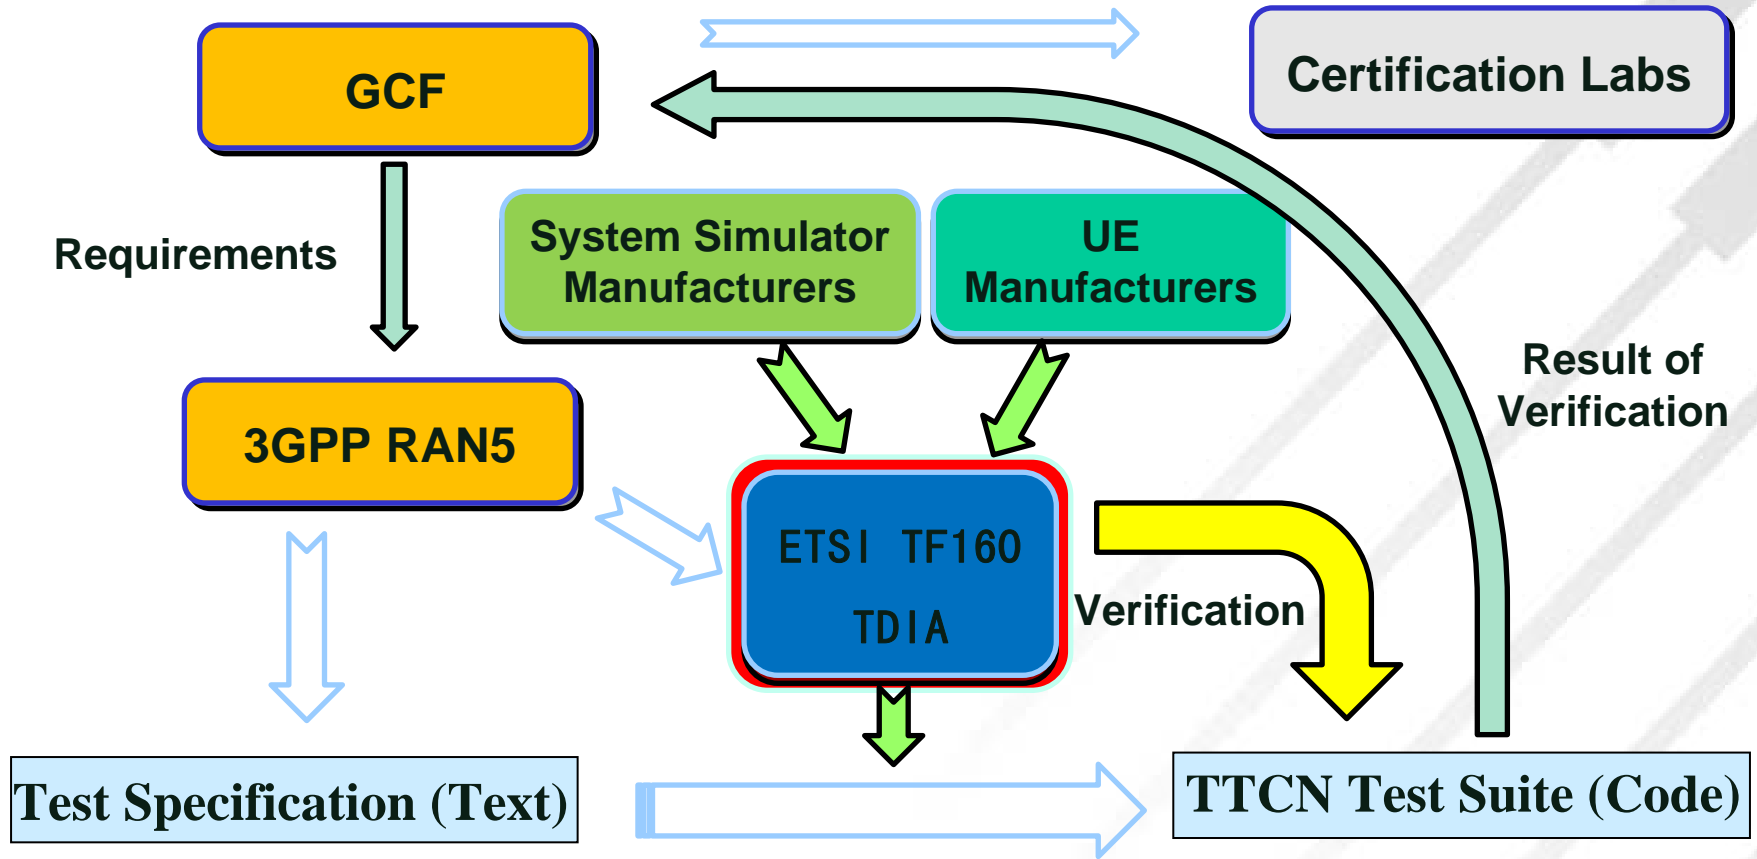 GCF
Certification Labs
Requirements
System Simulator
Manufacturers
UE
Manufacturers
Result of
Verification
3GPP RAN5
ETSI TF160
TDIA
Verification
Test Specification (Text)
TTCN Test Suite (Code)